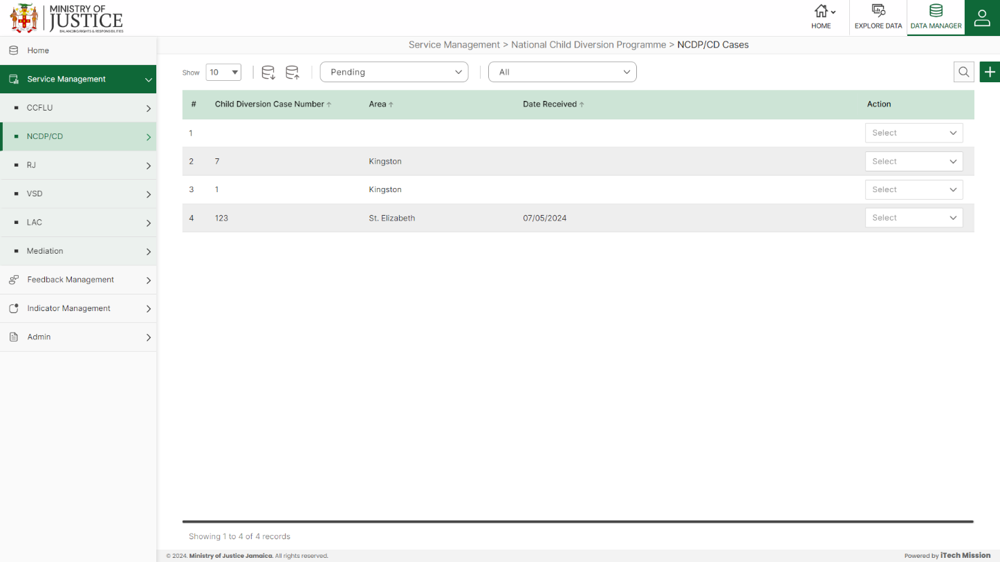 MINISTRY OF
JUSTICE
BALANCING RIGHTS & RESPONSIBILITIES
HOME
EXPLORE DATA
DATA MANAGER
Home
Service Management
CCFLU
NCDP/CD
RJ
VSD
LAC
Mediation
Feedback Management
Indicator Management
Admin
Service Management > National Child Diversion Programme > NCDP/CD Cases
Show 10 Pending All
# Child Diversion Case Number ↑ Area ↑ Date Received ↑ Action
1 Select
2 7 Kingston Select
3 1 Kingston Select
4 123 St. Elizabeth 07/05/2024 Select
Showing 1 to 4 of 4 records
© 2024. Ministry of Justice Jamaica. All rights reserved. Powered by iTech Mission